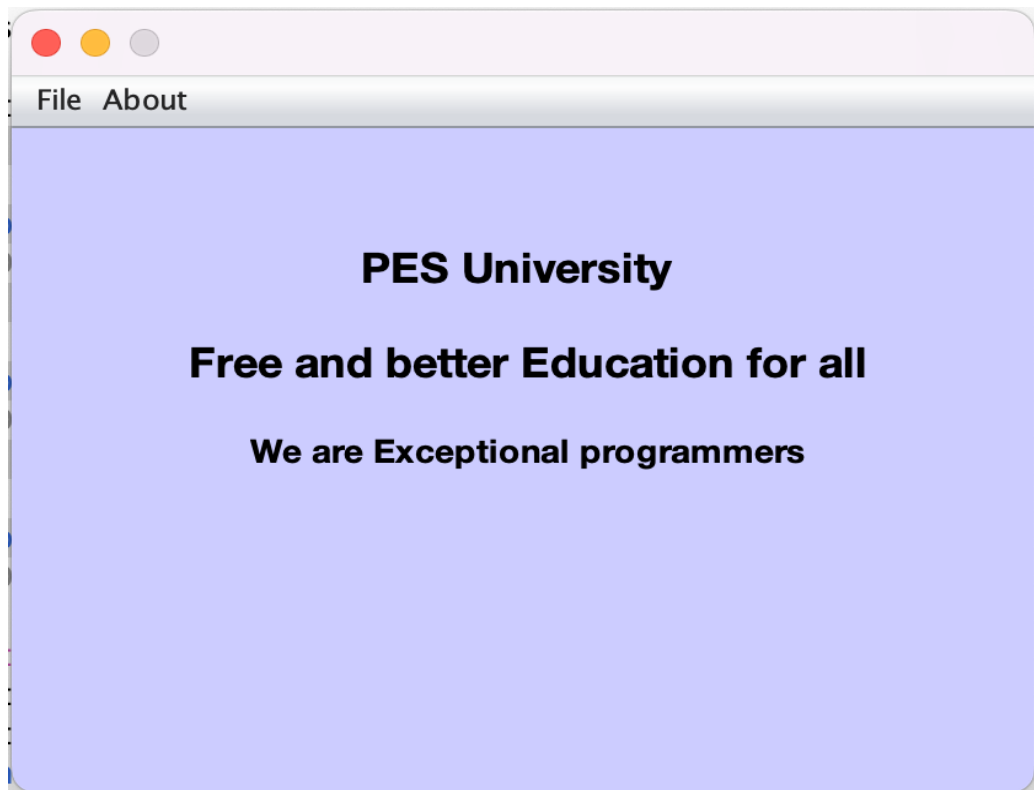 File About
PES University
Free and better Education for all
We are Exceptional programmers